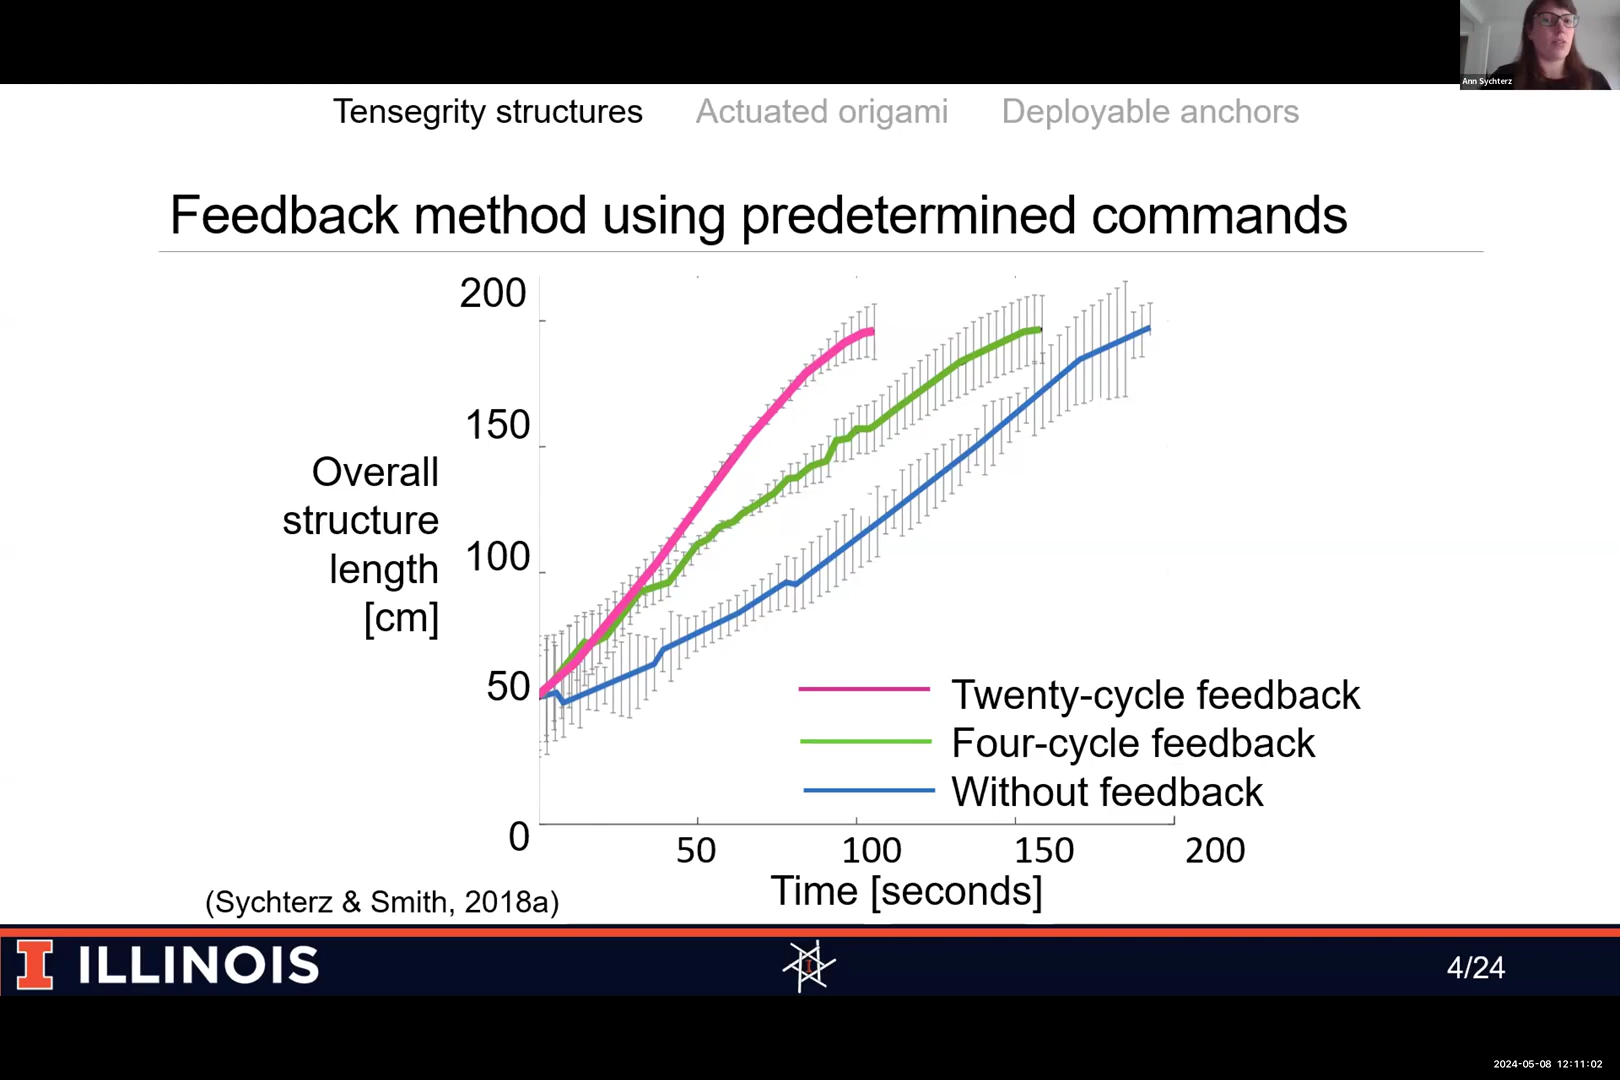 Ann Sychterz
Tensegrity structures Actuated origami Deployable anchors
Feedback method using predetermined commands
200
150
100
50
0
Overall
structure
length
[cm]
Twenty-cycle feedback
Four-cycle feedback
Without feedback
50 100 150 200
Time [seconds]
(Sychterz & Smith, 2018a)
I ILLINOIS
I
4/24
2024-05-08 12:11:02